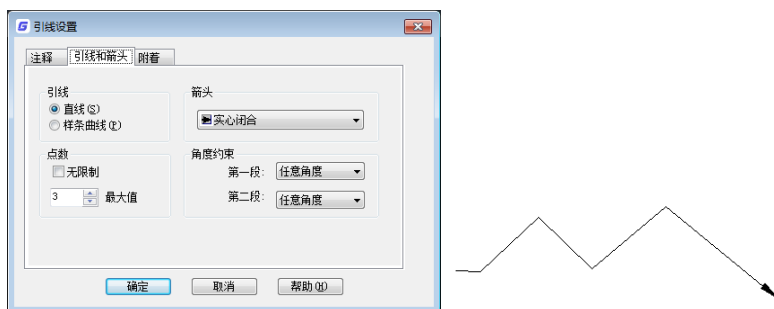 G 引线设置
注释 引线和箭头 附着
引线
直线(S)
样条曲线(P)
箭头
实心闭合
点数
无限制
3 最大值
角度约束
第一段: 任意角度
第二段: 任意角度
确定 取消 帮助(H)